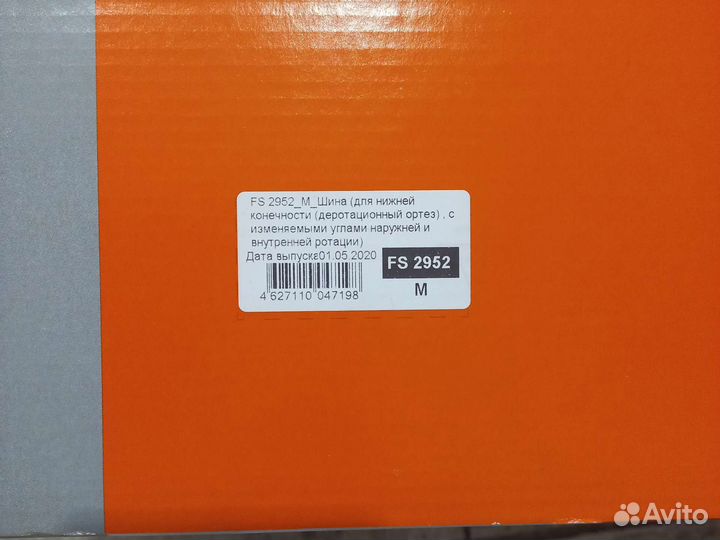 FS 2952_M_Шина (для нижней
конечности (деротационный ортез) , с
изменяемыми углами наружней и
внутренней ротации)
Дата выпуска01.05 2020
FS 2952
M
4 627110 047198
Avito